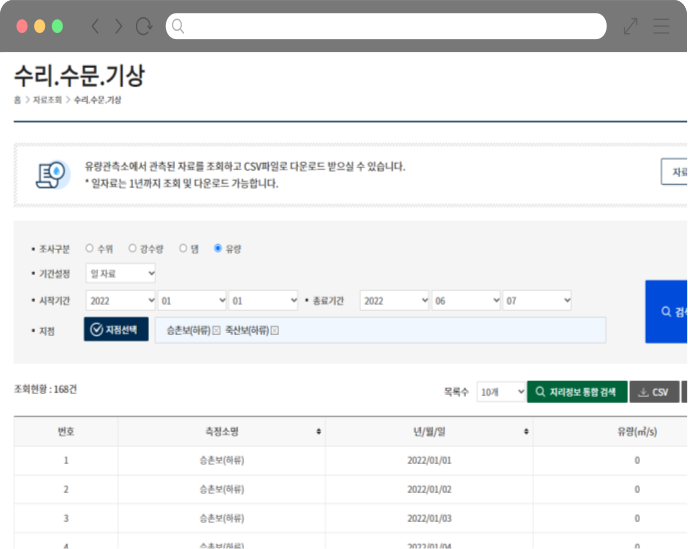 수리.수문.기상
홈 > 자료조회 > 수리.수문.기상
유량관측소에서 관측된 자료를 조회하고 CSV파일로 다운로드 받으실 수 있습니다.
* 일자료는 1년까지 조회 및 다운로드 가능합니다.
자료
조사구분 수위 강수량 댐 유량
기간설정 일 자료
시작기간 2022 01 01 종료기간 2022 06 07
지점 지점선택 승촌보(하류) 죽산보(하류)
검색
조회현황 : 168건
목록수 10개 지리정보 통합 검색 CSV
번호 측정소명 년/월/일 유량(㎥/s)
1 승촌보(하류) 2022/01/01 0
2 승촌보(하류) 2022/01/02 0
3 승촌보(하류) 2022/01/03 0
4 승촌보(하류) 2022/01/04 0